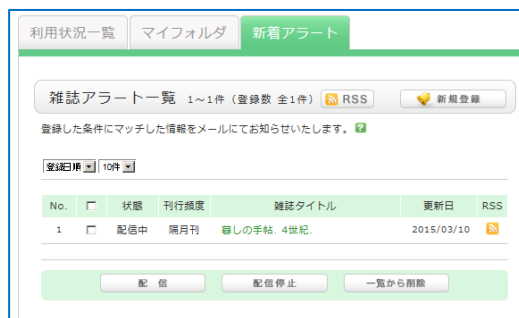 利用状況一覧 マイフォルダ 新着アラート
雑誌アラート一覧 1～1件 (登録数 全1件) RSS 新規登録
登録した条件にマッチした情報をメールにてお知らせいたします。 ?
登録日順 10件
No. 状態 刊行頻度 雑誌タイトル 更新日 RSS
1 配信中 隔月刊 暮しの手帖. 4世紀. 2015/03/10
配 信 配信停止 一覧から削除